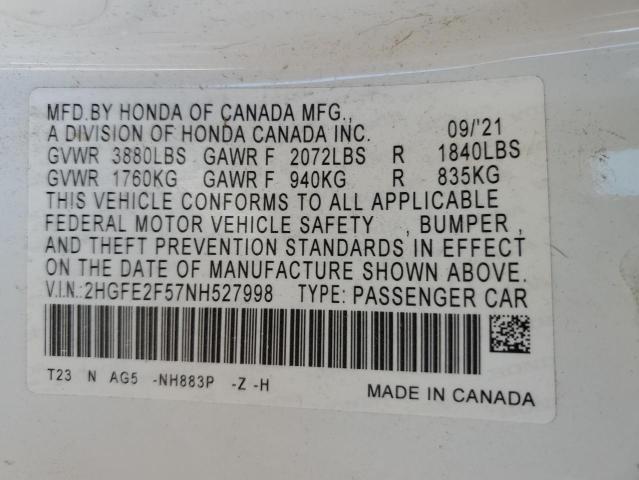 MFD.BY HONDA OF CANADA MFG.,
A DIVISION OF HONDA CANADA INC. 09/'21
GVWR 3880LBS GAWR F 2072LBS R 1840LBS
GVWR 1760KG GAWR F 940KG R 835KG
THIS VEHICLE CONFORMS TO ALL APPLICABLE
FEDERAL MOTOR VEHICLE SAFETY , BUMPER ,
AND THEFT PREVENTION STANDARDS IN EFFECT
ON THE DATE OF MANUFACTURE SHOWN ABOVE.
V.I.N.:2HGFE2F57NH527998 TYPE: PASSENGER CAR
T23 N AG5 -NH883P -Z -H
MADE IN CANADA